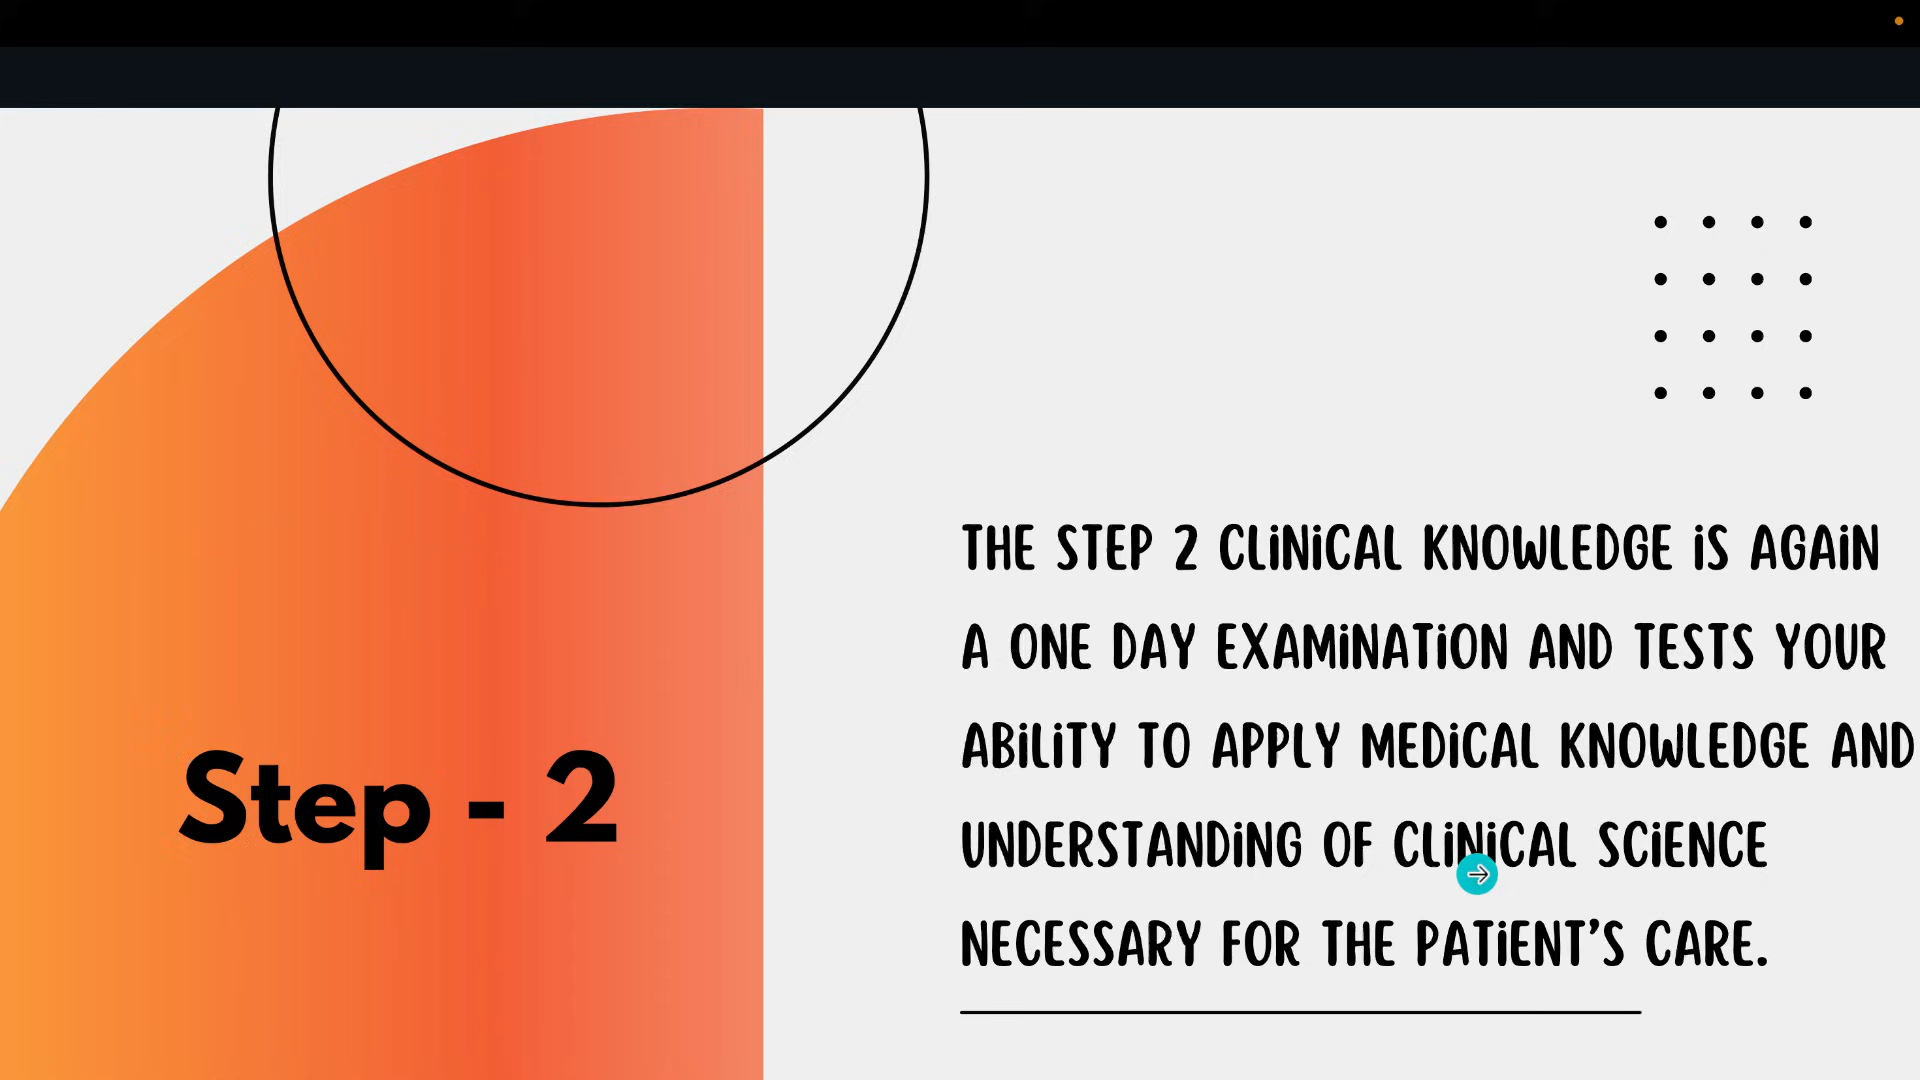 Step - 2
THE STEP 2 CLiNiCAL KNOWLEDGE iS AGAiN
A ONE DAY EXAMiNATiON AND TESTS YOUR
ABiLiTY TO APPLY MEDiCAL KNOWLEDGE AND
UNDERSTANDiNG OF CLiNiCAL SCiENCE
NECESSARY FOR THE PATiENT'S CARE.